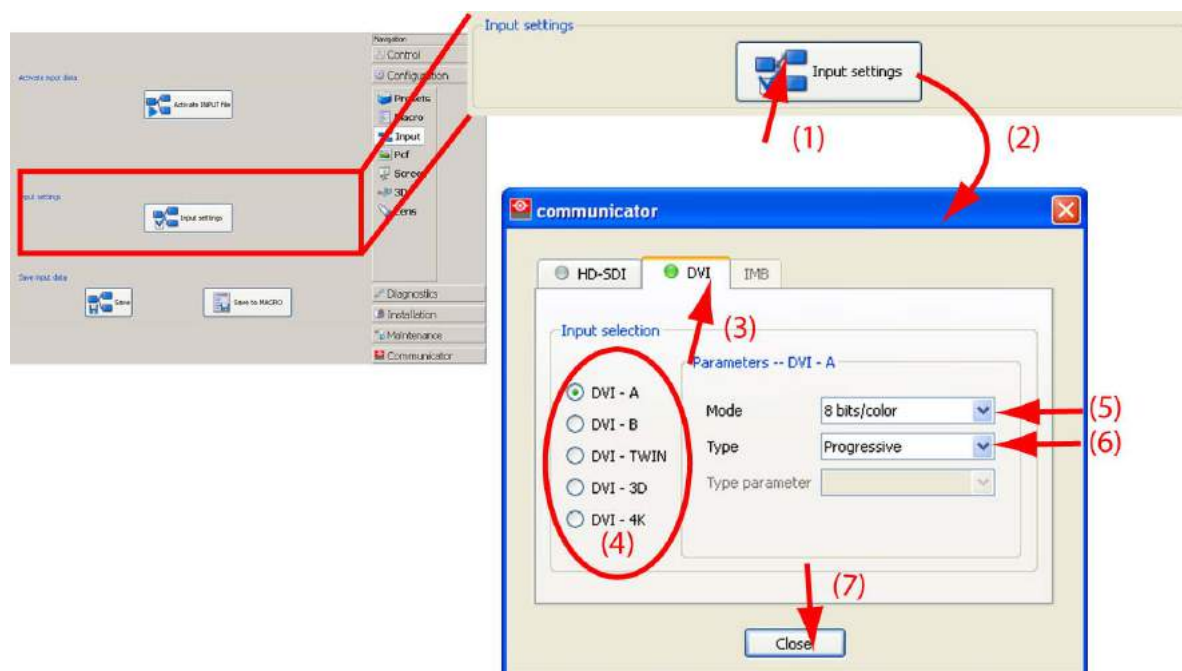 Navigation
Control
Configuration
Activate input data
Activate INPUT file
Presets
Macro
Input
Pcf
Screen
3D
Lens
Input settings
Input settings
Save input data
Save
Save to MACRO
Diagnostics
Installation
Maintenance
Communicator
Input settings
Input settings
(1)
(2)
communicator
HD-SDI
DVI
IMB
(3)
Input selection
DVI - A
DVI - B
DVI - TWIN
DVI - 3D
DVI - 4K
(4)
Parameters -- DVI - A
Mode
8 bits/color
(5)
Type
Progressive
(6)
Type parameter
(7)
Close